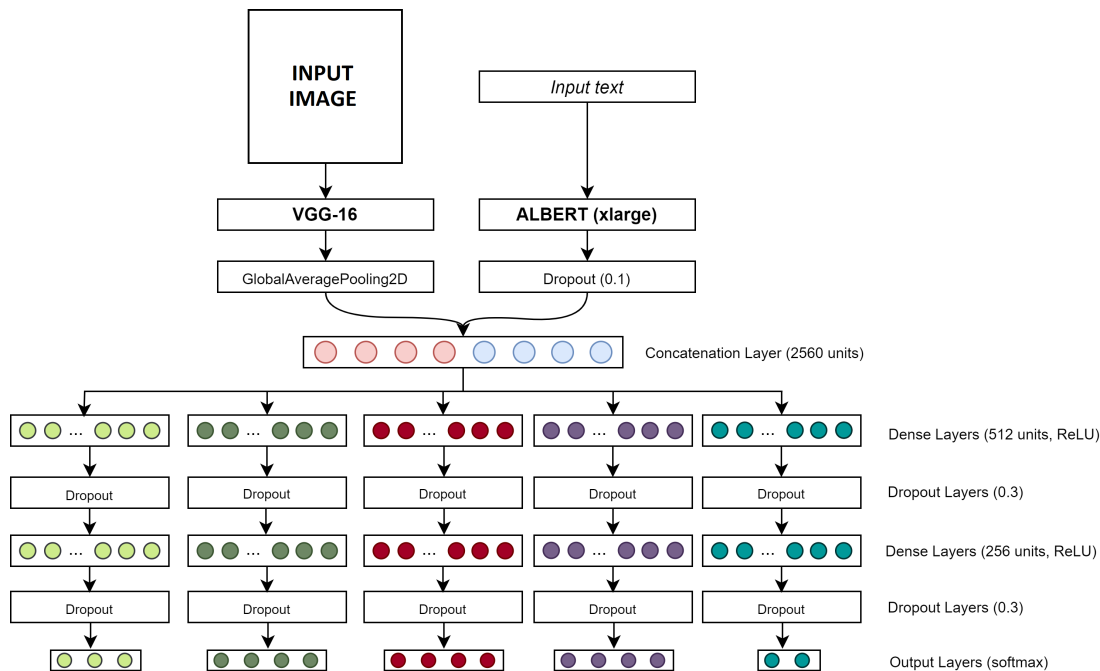 INPUT
IMAGE
Input text
VGG-16
ALBERT (xlarge)
GlobalAveragePooling2D
Dropout (0.1)
Concatenation Layer (2560 units)
... ... ... ... ...
Dense Layers (512 units, ReLU)
Dropout Dropout Dropout Dropout Dropout
Dropout Layers (0.3)
... ... ... ... ...
Dense Layers (256 units, ReLU)
Dropout Dropout Dropout Dropout Dropout
Dropout Layers (0.3)
Output Layers (softmax)